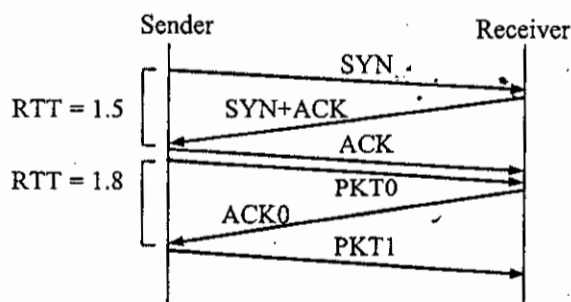 Sender
Receiver
SYN
RTT = 1.5
SYN+ACK
ACK
RTT = 1.8
PKT0
ACK0
PKT1